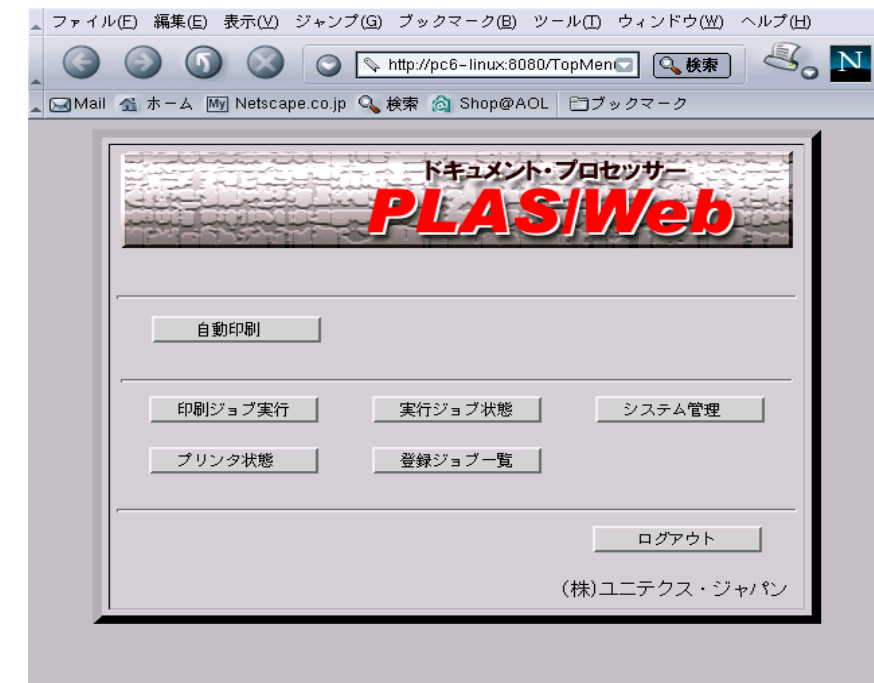 ファイル(F) 編集(E) 表示(V) ジャンプ(G) ブックマーク(B) ツール(T) ウィンドウ(W) ヘルプ(H)
http://pc6-linux:8080/TopMen 検索 N
Mail ホーム My Netscape.co.jp 検索 Shop@AOL ブックマーク
ドキュメント・プロセッサー
PLAS/Web
自動印刷
印刷ジョブ実行 実行ジョブ状態 システム管理
プリンタ状態 登録ジョブ一覧
ログアウト
(株)ユニテクス・ジャパン